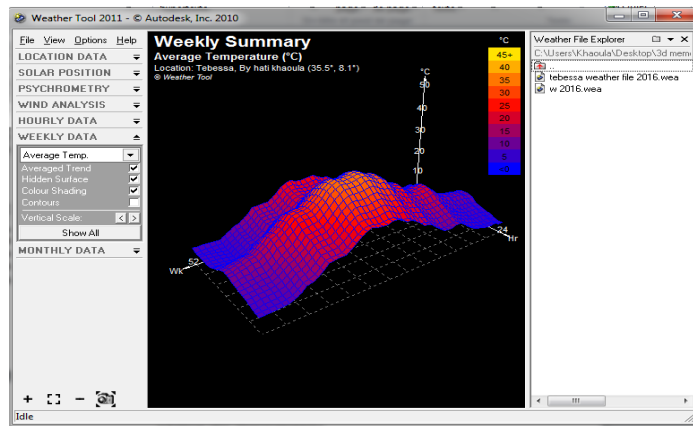 Weather Tool 2011 - © Autodesk, Inc. 2010
File View Options Help
LOCATION DATA
SOLAR POSITION
PSYCHROMETRY
WIND ANALYSIS
HOURLY DATA
WEEKLY DATA
Average Temp.
Averaged Trend
Hidden Surface
Colour Shading
Contours
Vertical Scale:
Show All
MONTHLY DATA
Idle
Weekly Summary
Average Temperature (°C)
Location: Tebessa, By hati khaoula (35.5°, 8.1°)
© Weather Tool
°C
50
40
30
20
10
52
Wk
24
Hr
°C
45+
40
35
30
25
20
15
10
5
Weather File Explorer
C:\Users\Khaoula\Desktop\3d mem
..
tebessa weather file 2016.wea
w 2016.wea